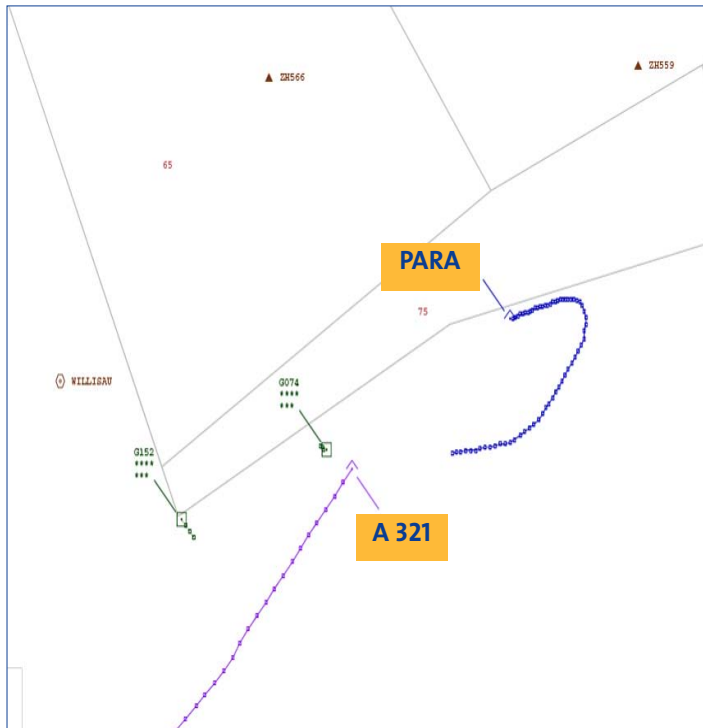 ZH566
ZH559
65
PARA
75
WILLISAU
G074
****
***
G152
****
***
A 321